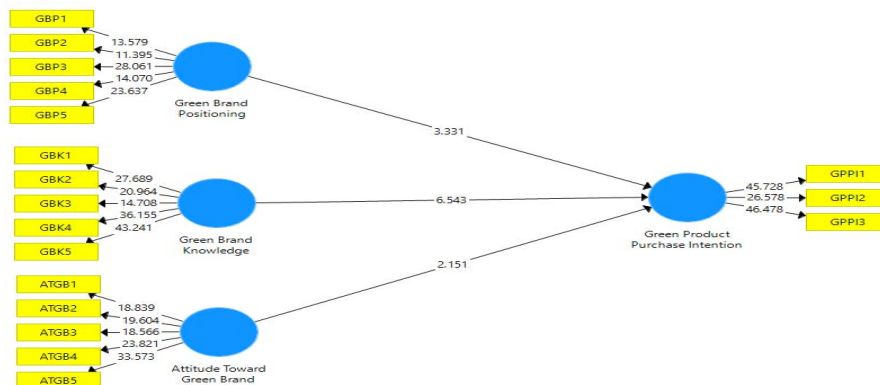 GBP1
GBP2
GBP3
GBP4
GBP5
13.579
11.395
28.061
14.070
23.637
Green Brand
Positioning
3.331
GBK1
GBK2
GBK3
GBK4
GBK5
27.689
20.964
14.708
36.155
43.241
Green Brand
Knowledge
6.543
ATGB1
ATGB2
ATGB3
ATGB4
ATGB5
18.839
19.604
18.566
23.821
33.573
Attitude Toward
Green Brand
2.151
Green Product
Purchase Intention
45.728
26.578
46.478
GPPI1
GPPI2
GPPI3